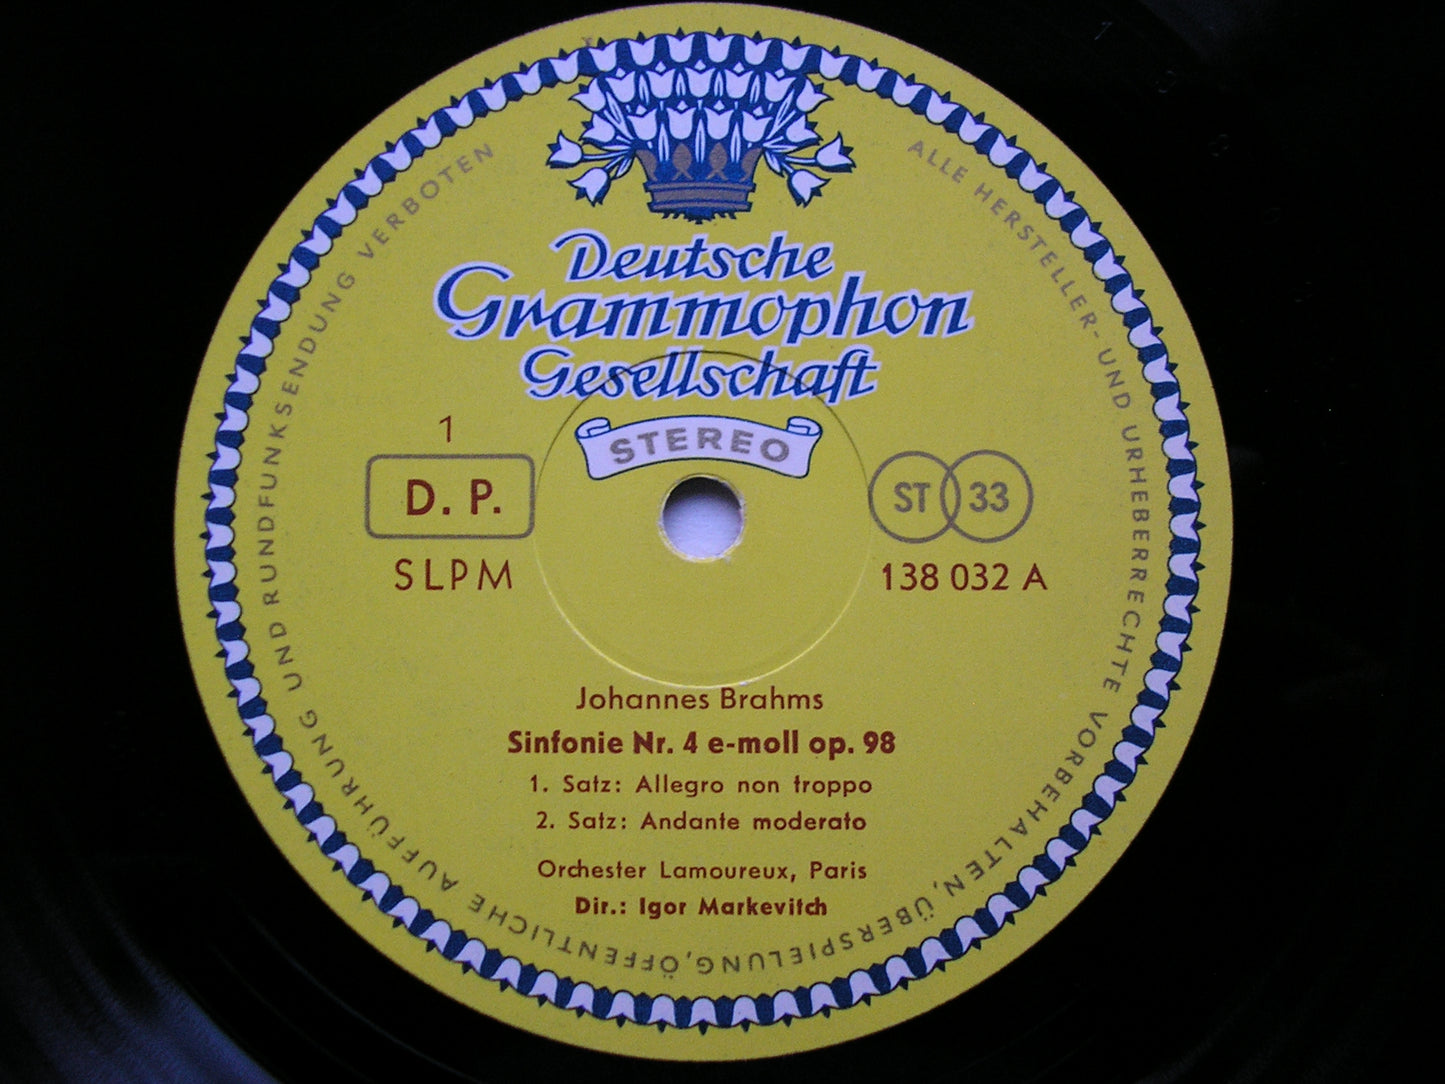 Deutsche
Grammophon
Gesellschaft
STEREO
1
D. P.
SLPM
ST 33
138 032 A
Johannes Brahms
Sinfonie Nr. 4 e-moll op. 98
1. Satz: Allegro non troppo
2. Satz: Andante moderato
Orchester Lamoureux, Paris
Dir.: Igor Markevitch
ALLE HERSTELLER- UND URHEBERRECHTE VORBEHALTEN, ÜBERSPIELUNG, ÖFFENTLICHE AUFFÜHRUNG UND RUNDFUNKSENDUNG VERBOTEN